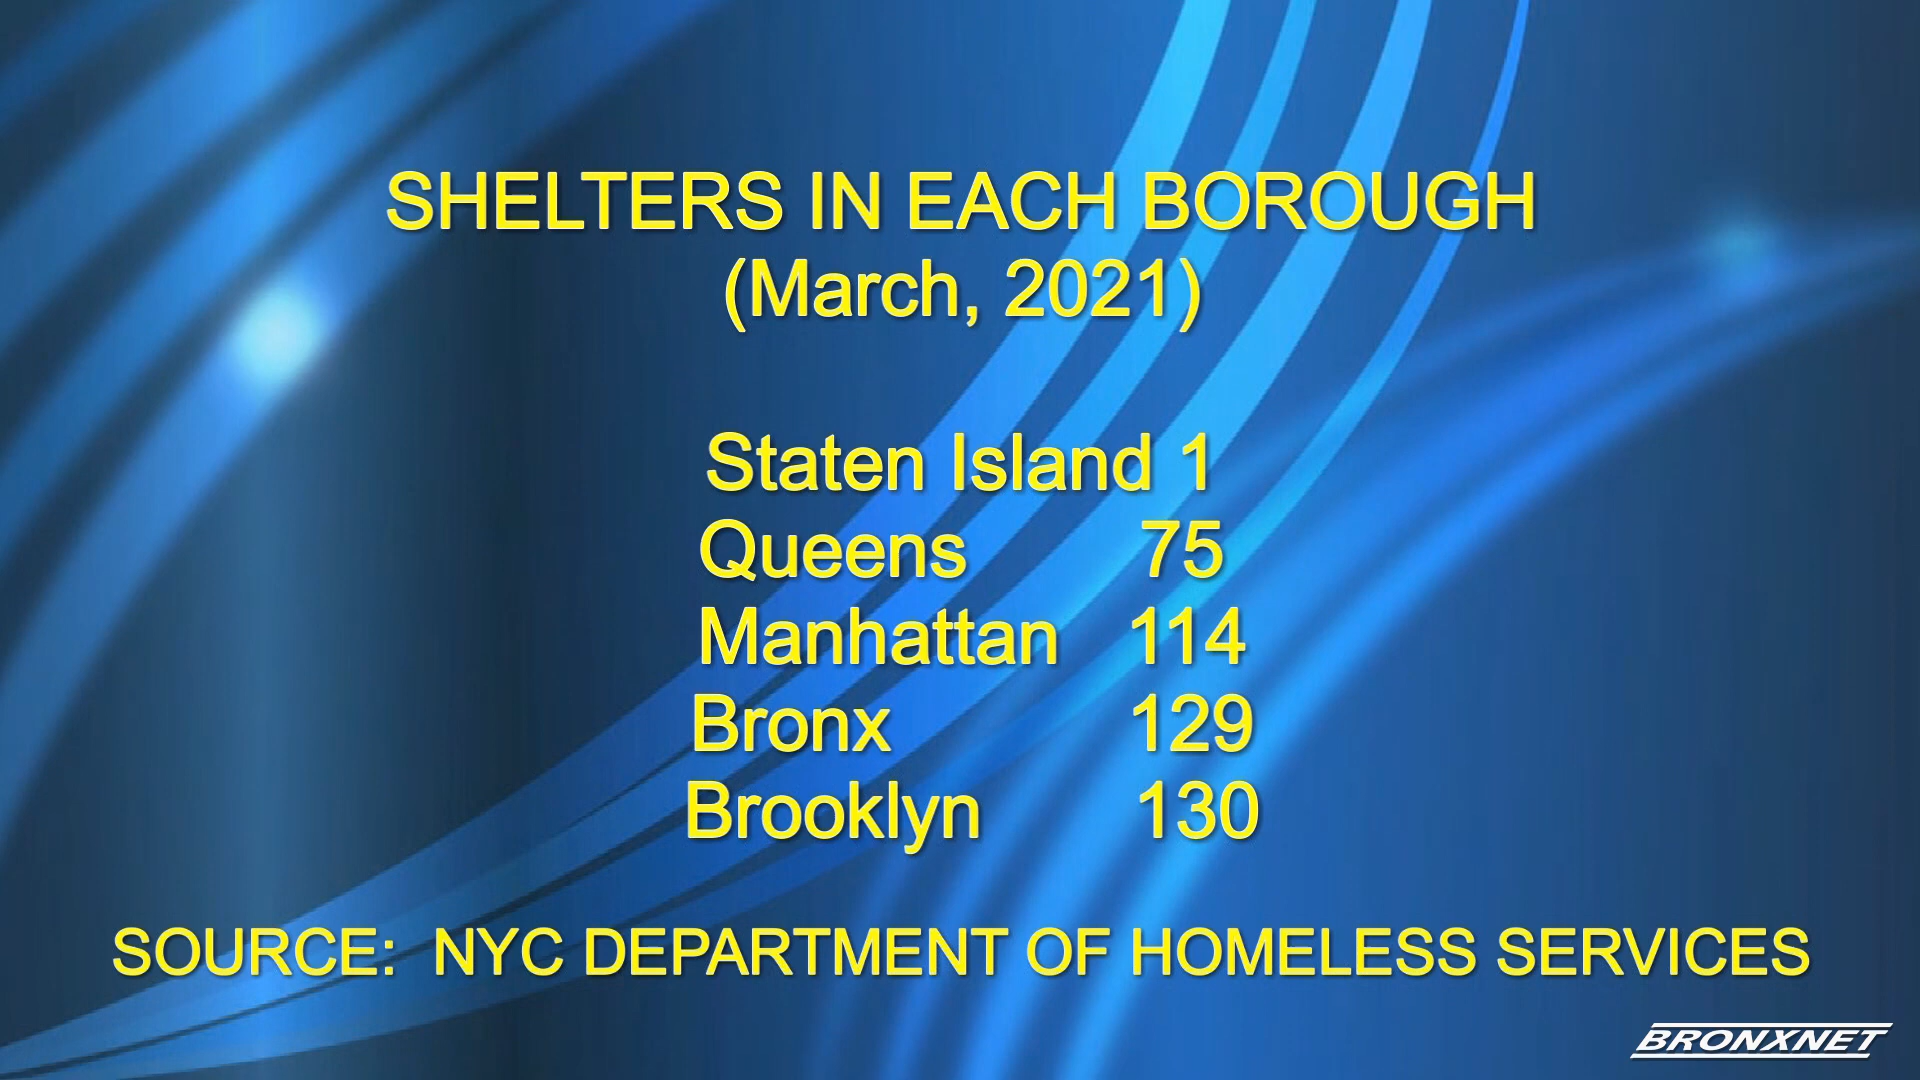 SHELTERS IN EACH BOROUGH
(March, 2021)
Staten Island 1
Queens 75
Manhattan 114
Bronx 129
Brooklyn 130
SOURCE: NYC DEPARTMENT OF HOMELESS SERVICES
BRONXNET